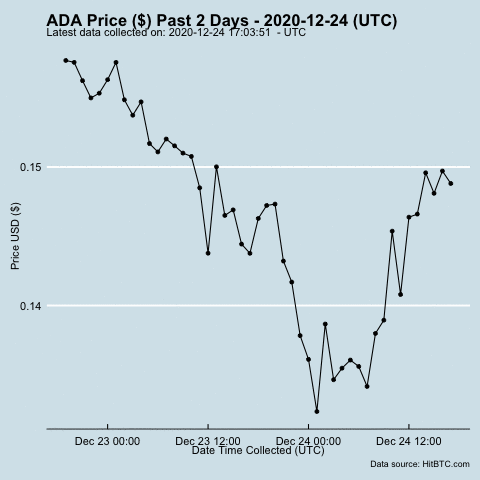 ADA Price ($) Past 2 Days - 2020-12-24 (UTC)
Latest data collected on: 2020-12-24 17:03:51 - UTC
0.15
Price USD ($)
0.14
Dec 23 00:00 Dec 23 12:00 Dec 24 00:00 Dec 24 12:00
Date Time Collected (UTC)
Data source: HitBTC.com